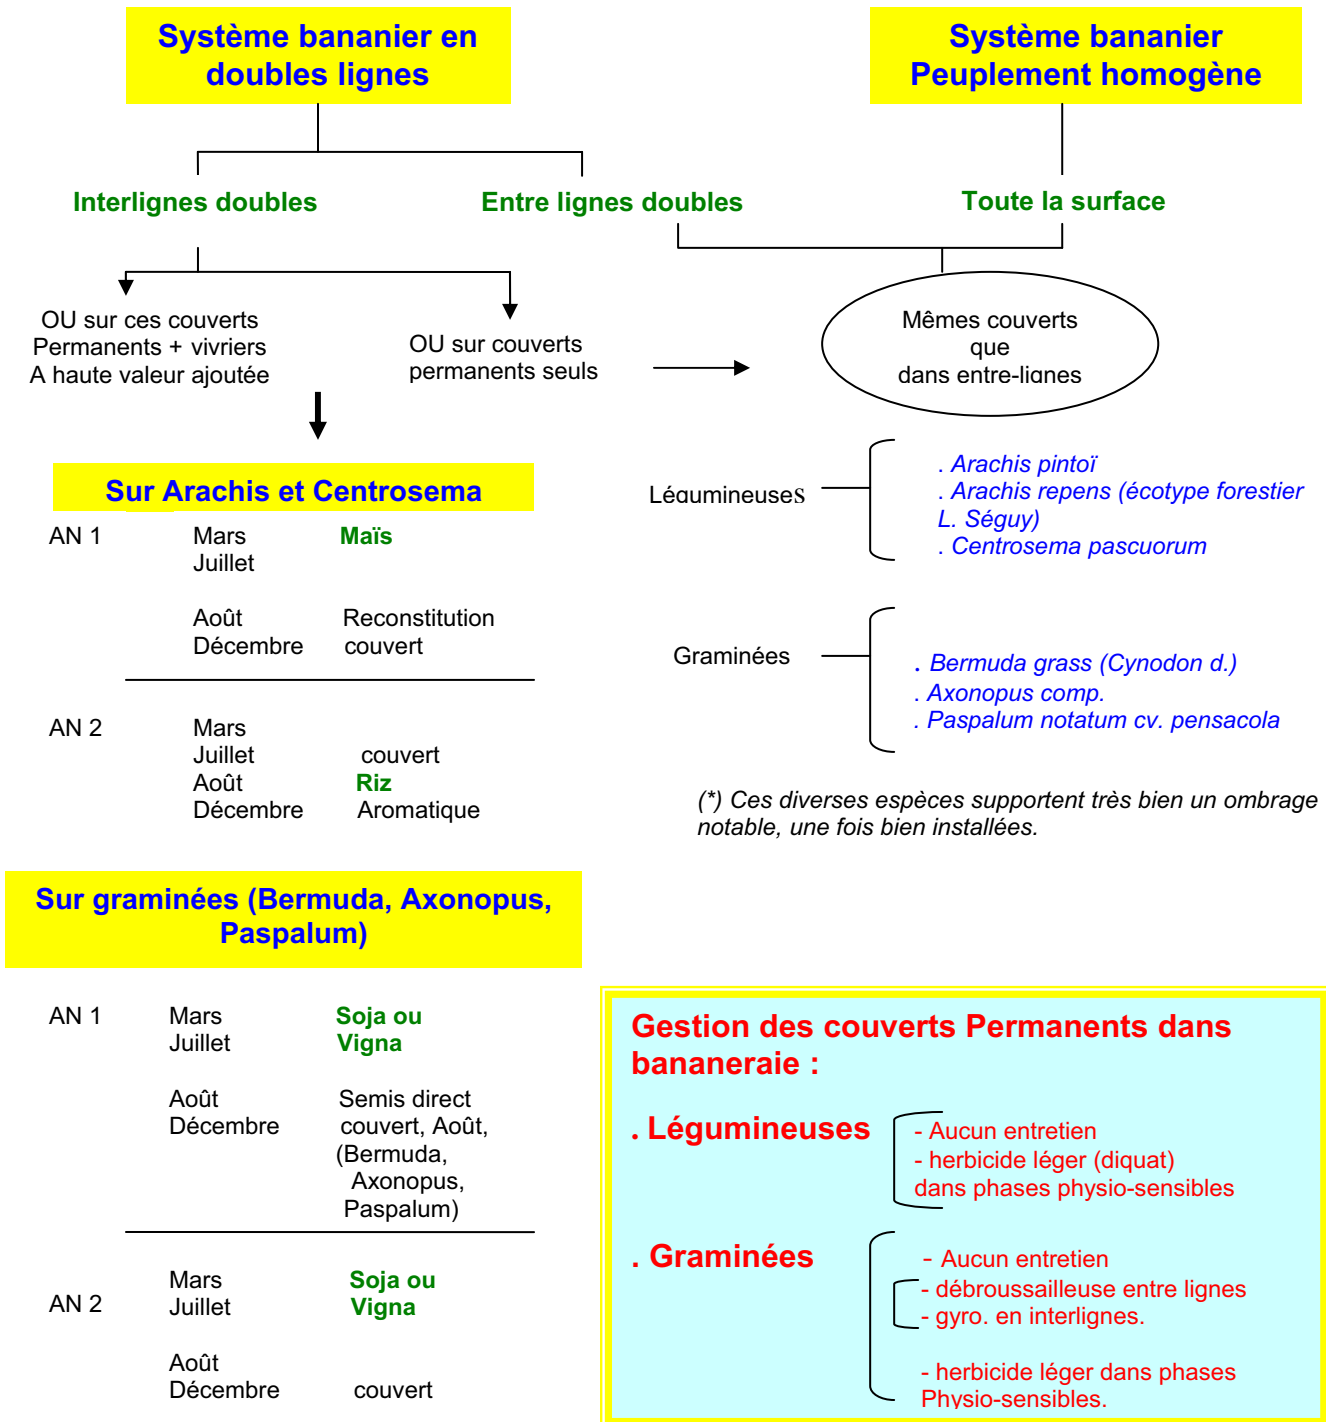 Système bananier en
doubles lignes
Système bananier
Peuplement homogène
Interlignes doubles
Entre lignes doubles
Toute la surface
OU sur ces couverts
Permanents + vivriers
A haute valeur ajoutée
OU sur couverts
permanents seuls
Mêmes couverts
que
dans entre-lignes
Sur Arachis et Centrosema
AN 1 Mars Maïs
Juillet
Août Reconstitution
Décembre couvert
AN 2 Mars
Juillet couvert
Août Riz
Décembre Aromatique
Légumineuses
. Arachis pintoï
. Arachis repens (écotype forestier
L. Séguy)
. Centrosema pascuorum
Graminées
. Bermuda grass (Cynodon d.)
. Axonopus comp.
. Paspalum notatum cv. pensacola
(*) Ces diverses espèces supportent très bien un ombrage
notable, une fois bien installées.
Sur graminées (Bermuda, Axonopus,
Paspalum)
AN 1 Mars Soja ou
Juillet Vigna
Août Semis direct
Décembre couvert, Août,
(Bermuda,
Axonopus,
Paspalum)
Mars Soja ou
AN 2 Juillet Vigna
Août
Décembre couvert
Gestion des couverts Permanents dans
bananeraie :
. Légumineuses
- Aucun entretien
- herbicide léger (diquat)
dans phases physio-sensibles
. Graminées
- Aucun entretien
- débroussailleuse entre lignes
- gyro. en interlignes.
- herbicide léger dans phases
Physio-sensibles.